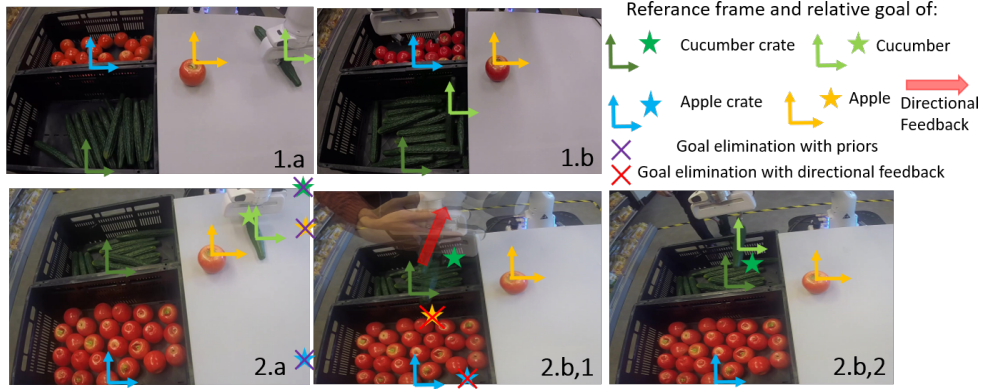 Referance frame and relative goal of:
Cucumber crate
Cucumber
Apple crate
Apple
Directional
Feedback
Goal elimination with priors
Goal elimination with directional feedback
1.a
1.b
2.a
2.b,1
2.b,2